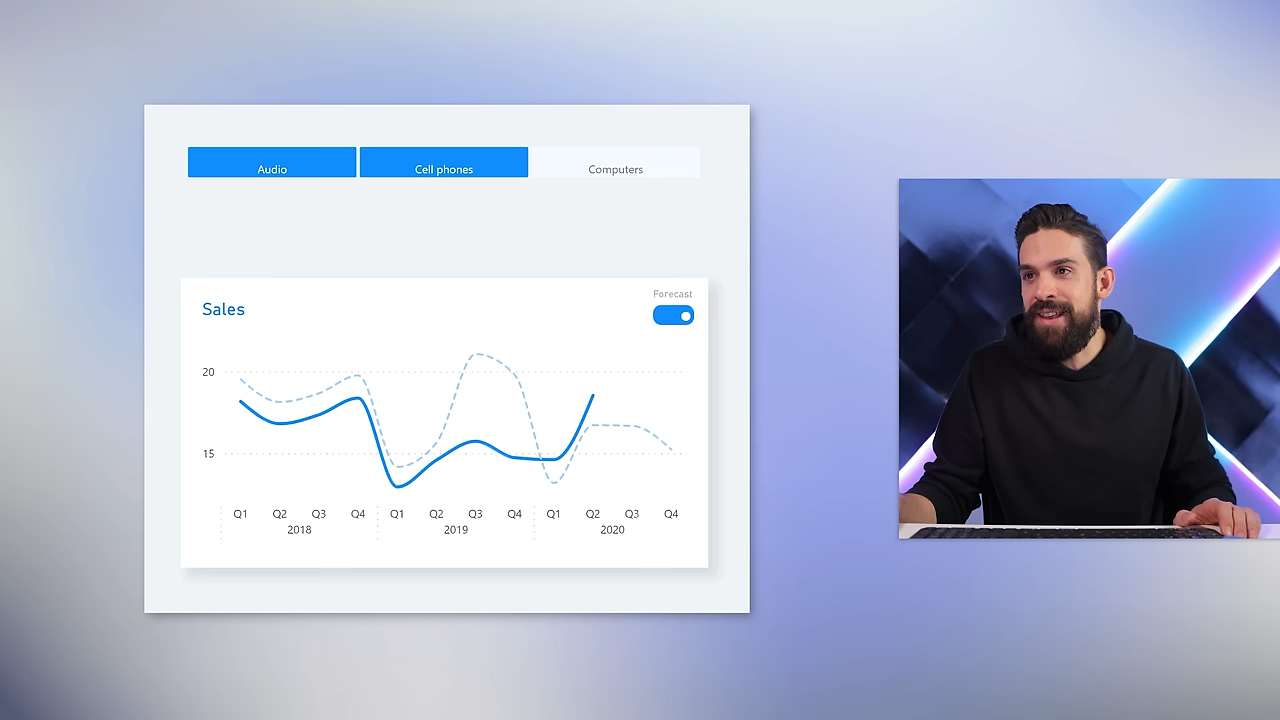 Audio Cell phones Computers
Sales
Forecast
20
15
Q1 Q2 Q3 Q4 Q1 Q2 Q3 Q4 Q1 Q2 Q3 Q4
2018 2019 2020